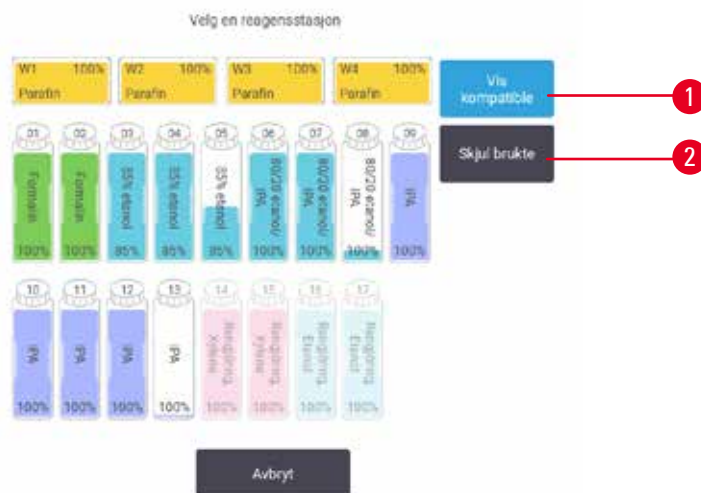 Velg en reagensstasjon
W1 100%
Parafin
W2 100%
Parafin
W3 100%
Parafin
W4 100%
Parafin
Vis
kompatible
1
Skjul brukte
2
01
Formalin
100%
02
Formalin
100%
03
85% etanol
85%
04
85% etanol
85%
05
85% etanol
85%
06
80/20 etanol/
IPA
100%
07
80/20 etanol/
IPA
100%
08
80/20 etanol/
IPA
100%
09
IPA
100%
10
IPA
100%
11
IPA
100%
12
IPA
100%
13
IPA
100%
14
Rengjöring
Xylene
100%
15
Rengjöring
Xylene
100%
16
Rengjöring
Etanol
100%
17
Rengjöring
Etanol
100%
Avbryt